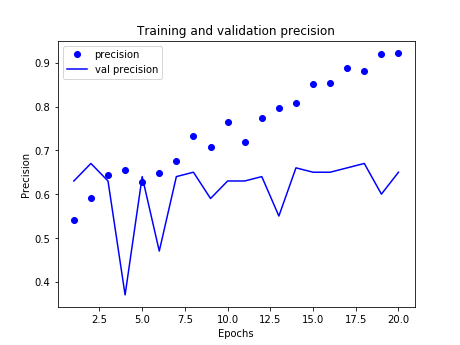 Training and validation precision
precision
val precision
Precision
0.9
0.8
0.7
0.6
0.5
0.4
2.5 5.0 7.5 10.0 12.5 15.0 17.5 20.0
Epochs